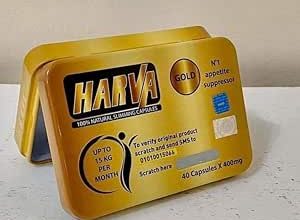 HARVA
100% NATURAL SLIMMING CAPSULES
GOLD
N°1
appetite
suppressor
UP TO
15 KG
PER
MONTH
To verify original product
scratch and send SMS to
01010015066
Scratch here
40 Capsules X 400mg